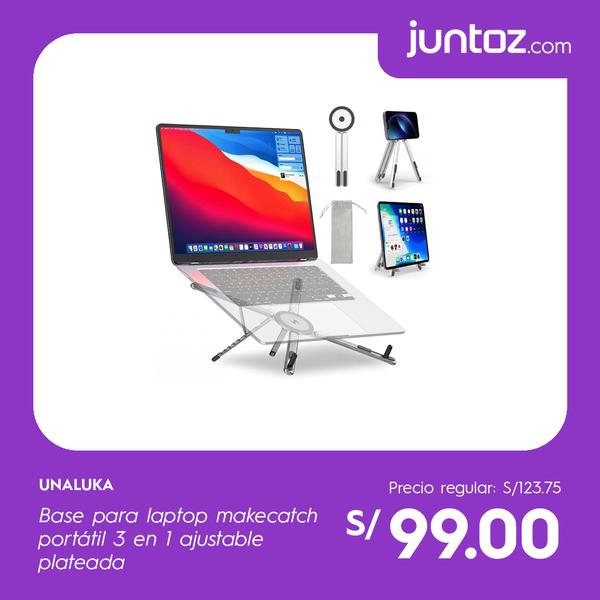 juntoz.com
UNALUKA
Base para laptop makecatch
portátil 3 en 1 ajustable
plateada
Precio regular: S/123.75
S/ 99.00